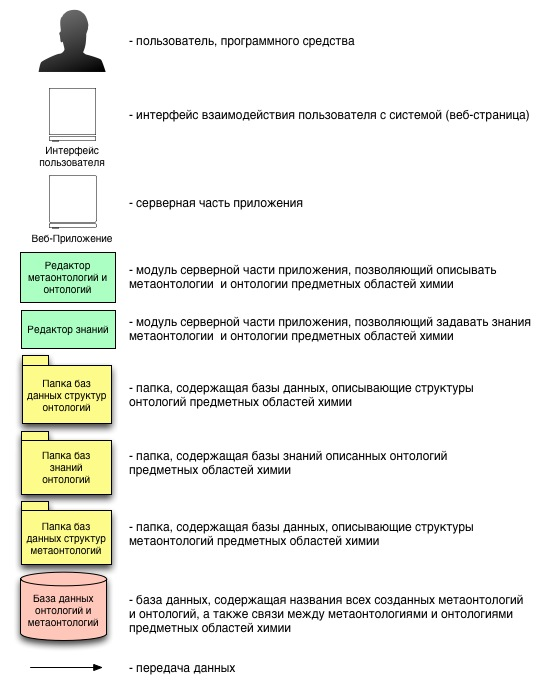 - пользователь, программного средства
- интерфейс взаимодействия пользователя с системой (веб-страница)
Интерфейс
пользователя
- серверная часть приложения
Веб-Приложение
Редактор
метаонтологий и
онтологий
- модуль серверной части приложения, позволяющий описывать
метаонтологии и онтологии предметных областей химии
Редактор знаний
- модуль серверной части приложения, позволяющий задавать знания
метаонтологии и онтологии предметных областей химии
Папка баз
данных структур
онтологий
- папка, содержащая базы данных, описывающие структуры
онтологий предметных областей химии
Папка баз
знаний
онтологий
- папка, содержащая базы знаний описанных онтологий
предметных областей химии
Папка баз
данных структур
метаонтологий
- папка, содержащая базы данных, описывающие структуры
метаонтологий предметных областей химии
База данных
онтологий и
метаонтологий
- база данных, содержащая названия всех созданных метаонтологий
и онтологий, а также связи между метаонтологиями и онтологиями
предметных областей химии
- передача данных